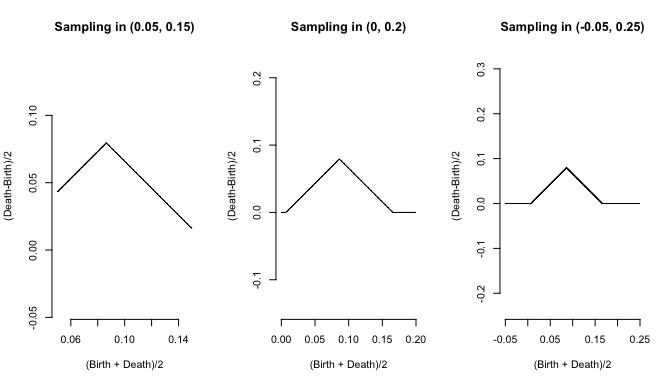 Sampling in (0.05, 0.15)
(Death-Birth)/2
0.10
0.05
0.00
-0.05
0.06
0.10
0.14
(Birth + Death)/2
Sampling in (0, 0.2)
(Death-Birth)/2
0.2
0.1
0.0
-0.1
0.00
0.05
0.10
0.15
0.20
(Birth + Death)/2
Sampling in (-0.05, 0.25)
(Death-Birth)/2
0.3
0.2
0.1
0.0
-0.1
-0.2
-0.05
0.05
0.15
0.25
(Birth + Death)/2